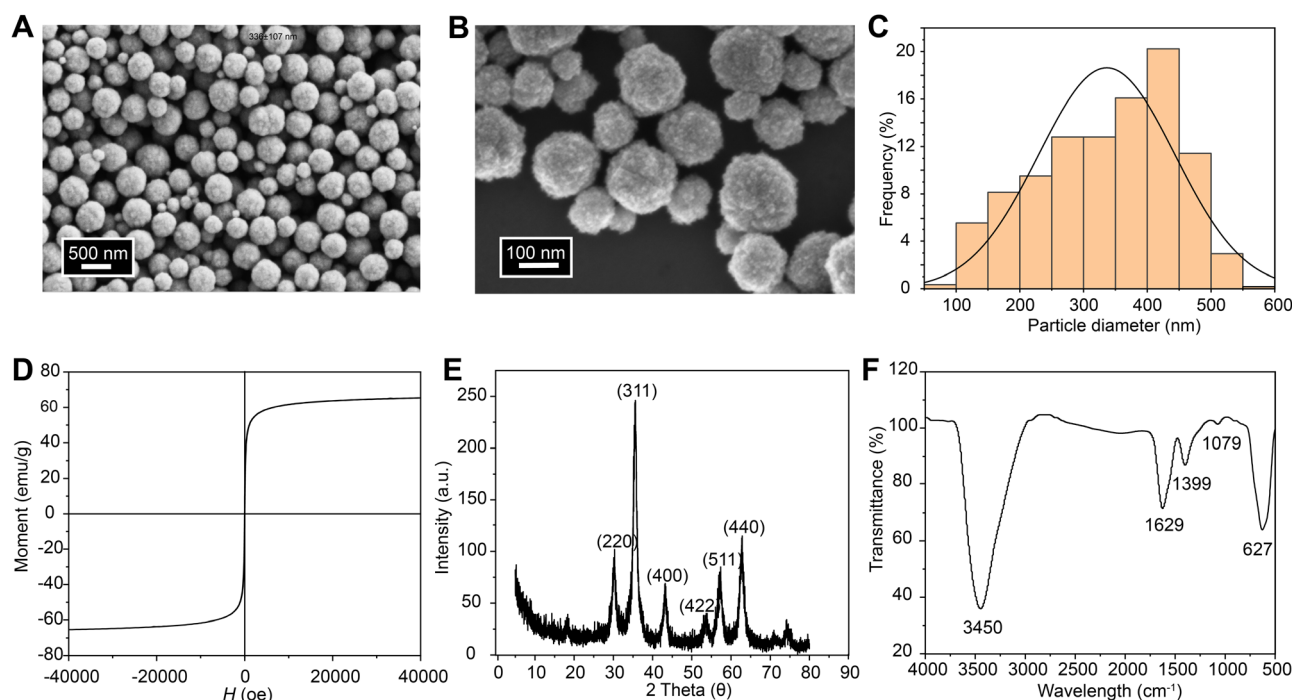 A
336±107 nm
500 nm
B
100 nm
C
Frequency (%)
20
16
12
8
4
0
100 200 300 400 500 600
Particle diameter (nm)
D
Moment (emu/g)
80
60
40
20
0
-20
-40
-60
-80
-40000 -20000 0 20000 40000
H (oe)
E
Intensity (a.u.)
250
200
150
100
50
0
(311)
(220)
(400)
(422)
(511)
(440)
0 10 20 30 40 50 60 70 80 90
2 Theta (θ)
F
Transmittance (%)
120
100
80
60
40
20
3450
1629
1399
1079
627
4000 3500 3000 2500 2000 1500 1000 500
Wavelength (cm⁻¹)